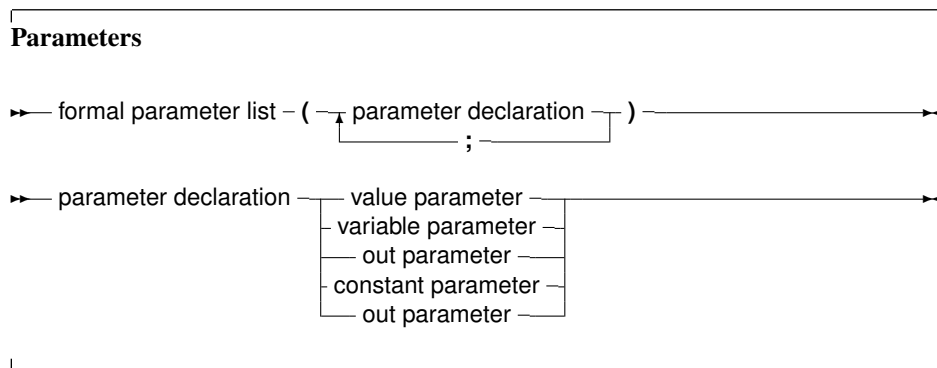 Parameters
formal parameter list ( parameter declaration )
;
parameter declaration value parameter
variable parameter
out parameter
constant parameter
out parameter